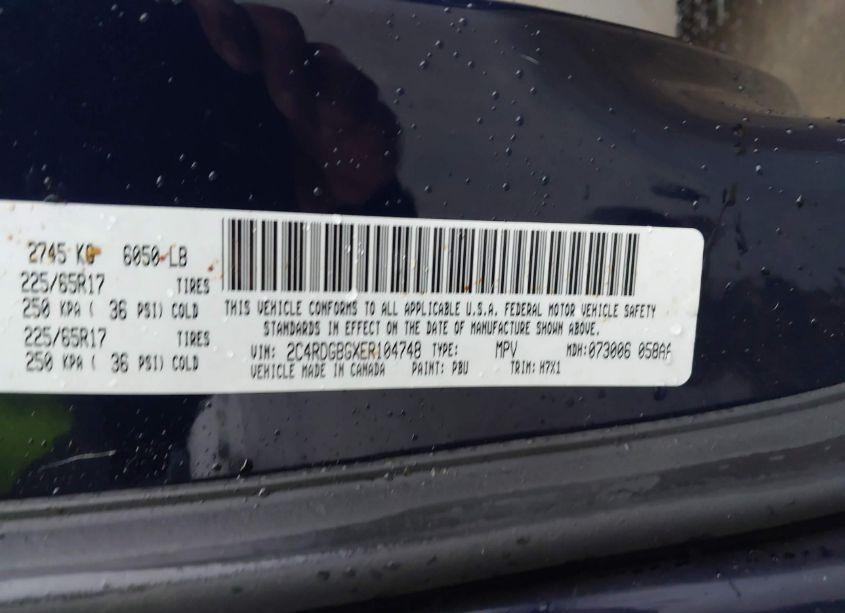 2745 KG 6050 LB
225/65R17 TIRES
250 KPA ( 36 PSI) COLD
225/65R17 TIRES
250 KPA ( 36 PSI) COLD
THIS VEHICLE CONFORMS TO ALL APPLICABLE U.S.A. FEDERAL MOTOR VEHICLE SAFETY
STANDARDS IN EFFECT ON THE DATE OF MANUFACTURE SHOWN ABOVE.
VIN: 2C4RDGBGXER104748 TYPE: MPV MDH:073006 058AA
VEHICLE MADE IN CANADA PAINT: PBU TRIM: H7X1